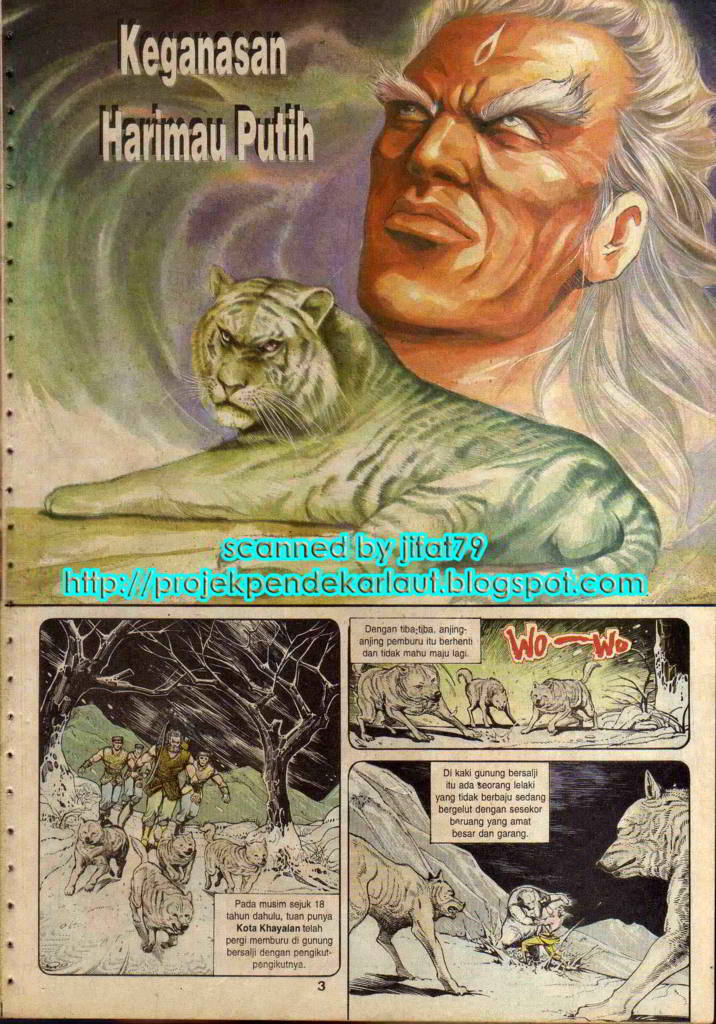 Keganasan
Harimau Putih
scanned by jifat79
http://projekpendekarlaut.blogspot.com
Pada musim sejuk 18
tahun dahulu, tuan punya
Kota Khayalan telah
pergi memburu di gunung
bersalji dengan pengikut-
pengikutnya.
3
Dengan tiba-tiba, anjing-
anjing pemburu itu berhenti
dan tidak mahu maju lagi.
WO~WO
Di kaki gunung bersalji
itu ada seorang lelaki
yang tidak berbaju sedang
bergelut dengan sesekor
beruang yang amat
besar dan garang.